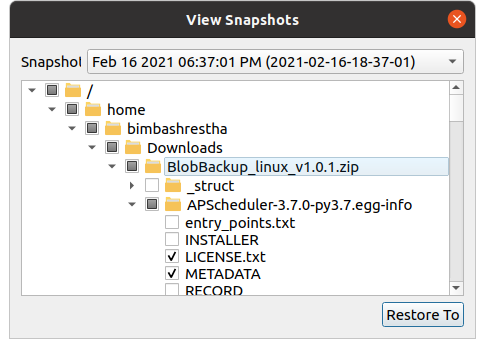 View Snapshots
Snapshot Feb 16 2021 06:37:01 PM (2021-02-16-18-37-01)
/
home
bimbashrestha
Downloads
BlobBackup_linux_v1.0.1.zip
_struct
APScheduler-3.7.0-py3.7.egg-info
entry_points.txt
INSTALLER
LICENSE.txt
METADATA
RECORD
Restore To